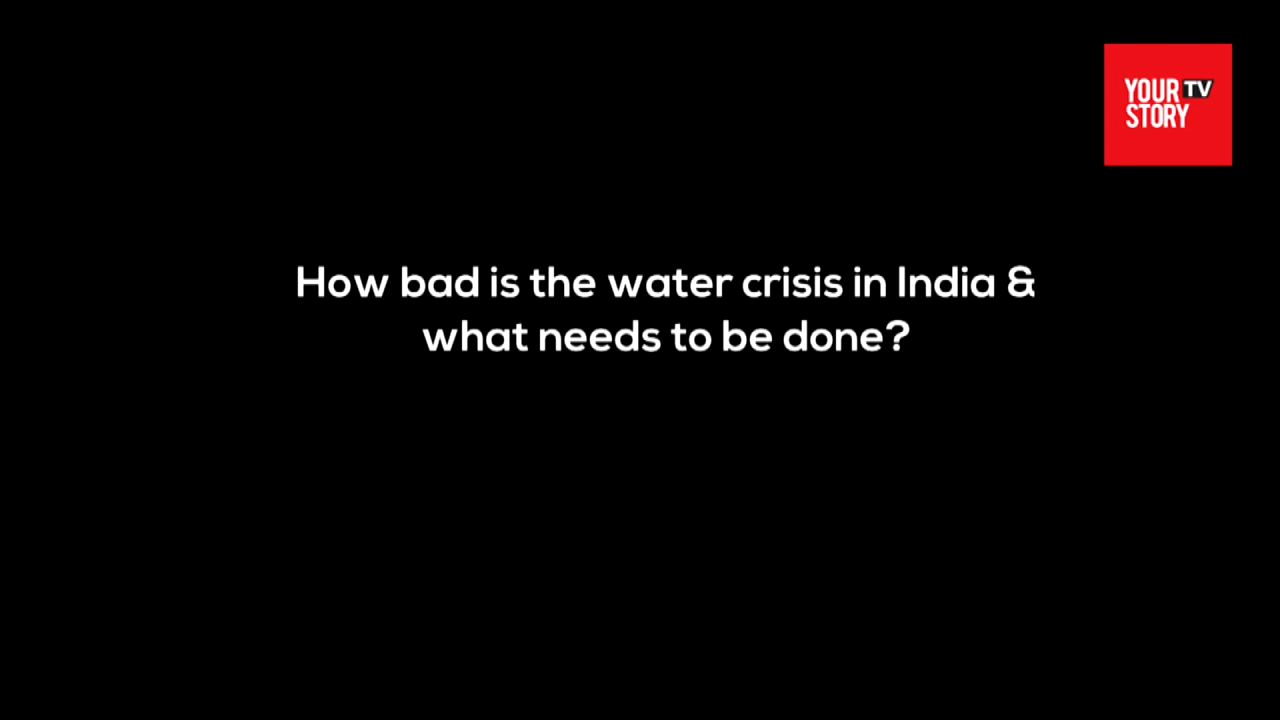 YOUR TV
STORY
How bad is the water crisis in India &
what needs to be done?